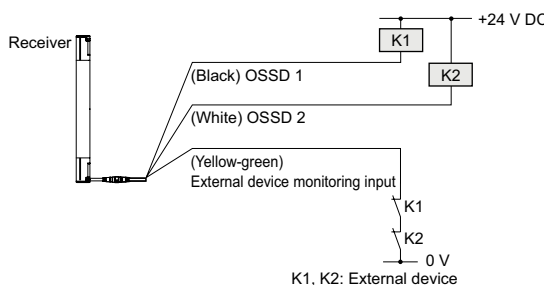 +24 V DC
Receiver
K1
K2
(Black) OSSD 1
(White) OSSD 2
(Yellow-green)
External device monitoring input
K1
K2
0 V
K1, K2: External device